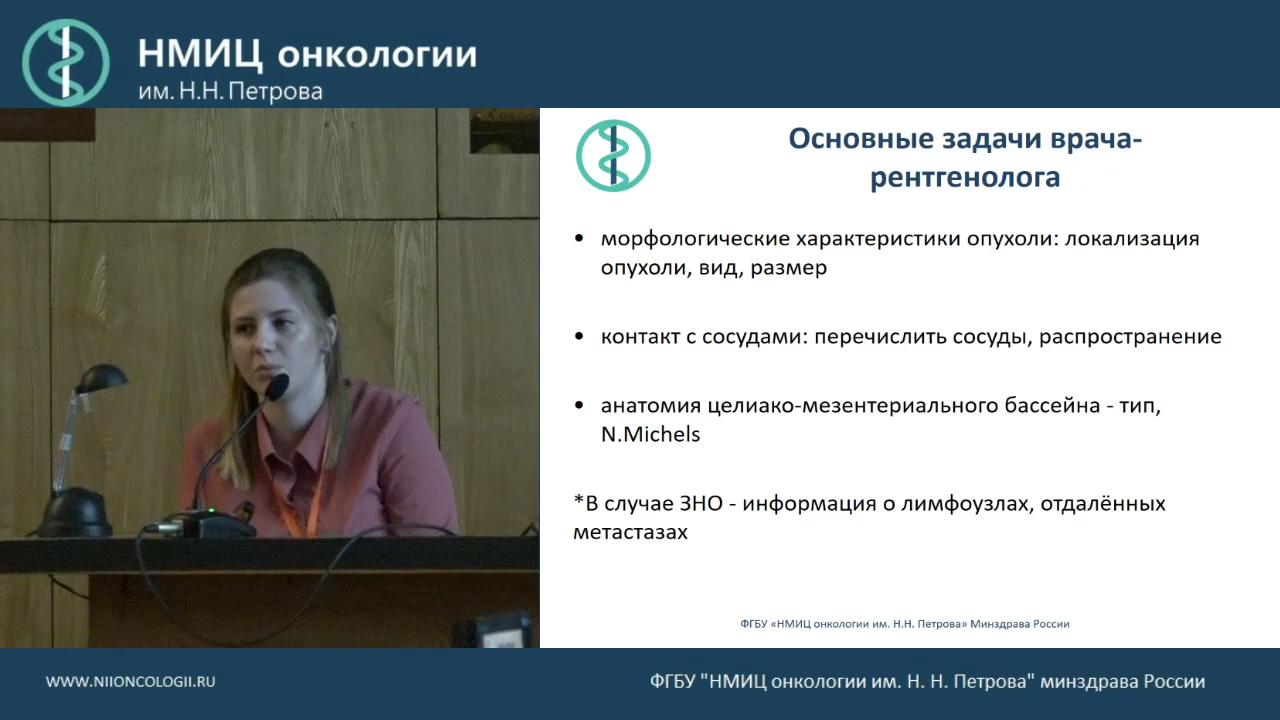 НМИЦ онкологии
им. Н.Н. Петрова
Основные задачи врача-
рентгенолога
• морфологические характеристики опухоли: локализация
опухоли, вид, размер
• контакт с сосудами: перечислить сосуды, распространение
• анатомия целиако-мезентериального бассейна - тип,
N.Michels
*В случае ЗНО - информация о лимфоузлах, отдалённых
метастазах
ФГБУ «НМИЦ онкологии им. Н.Н. Петрова» Минздрава России
WWW.NIIONCOLOGII.RU
ФГБУ "НМИЦ онкологии им. Н. Н. Петрова" минздрава России